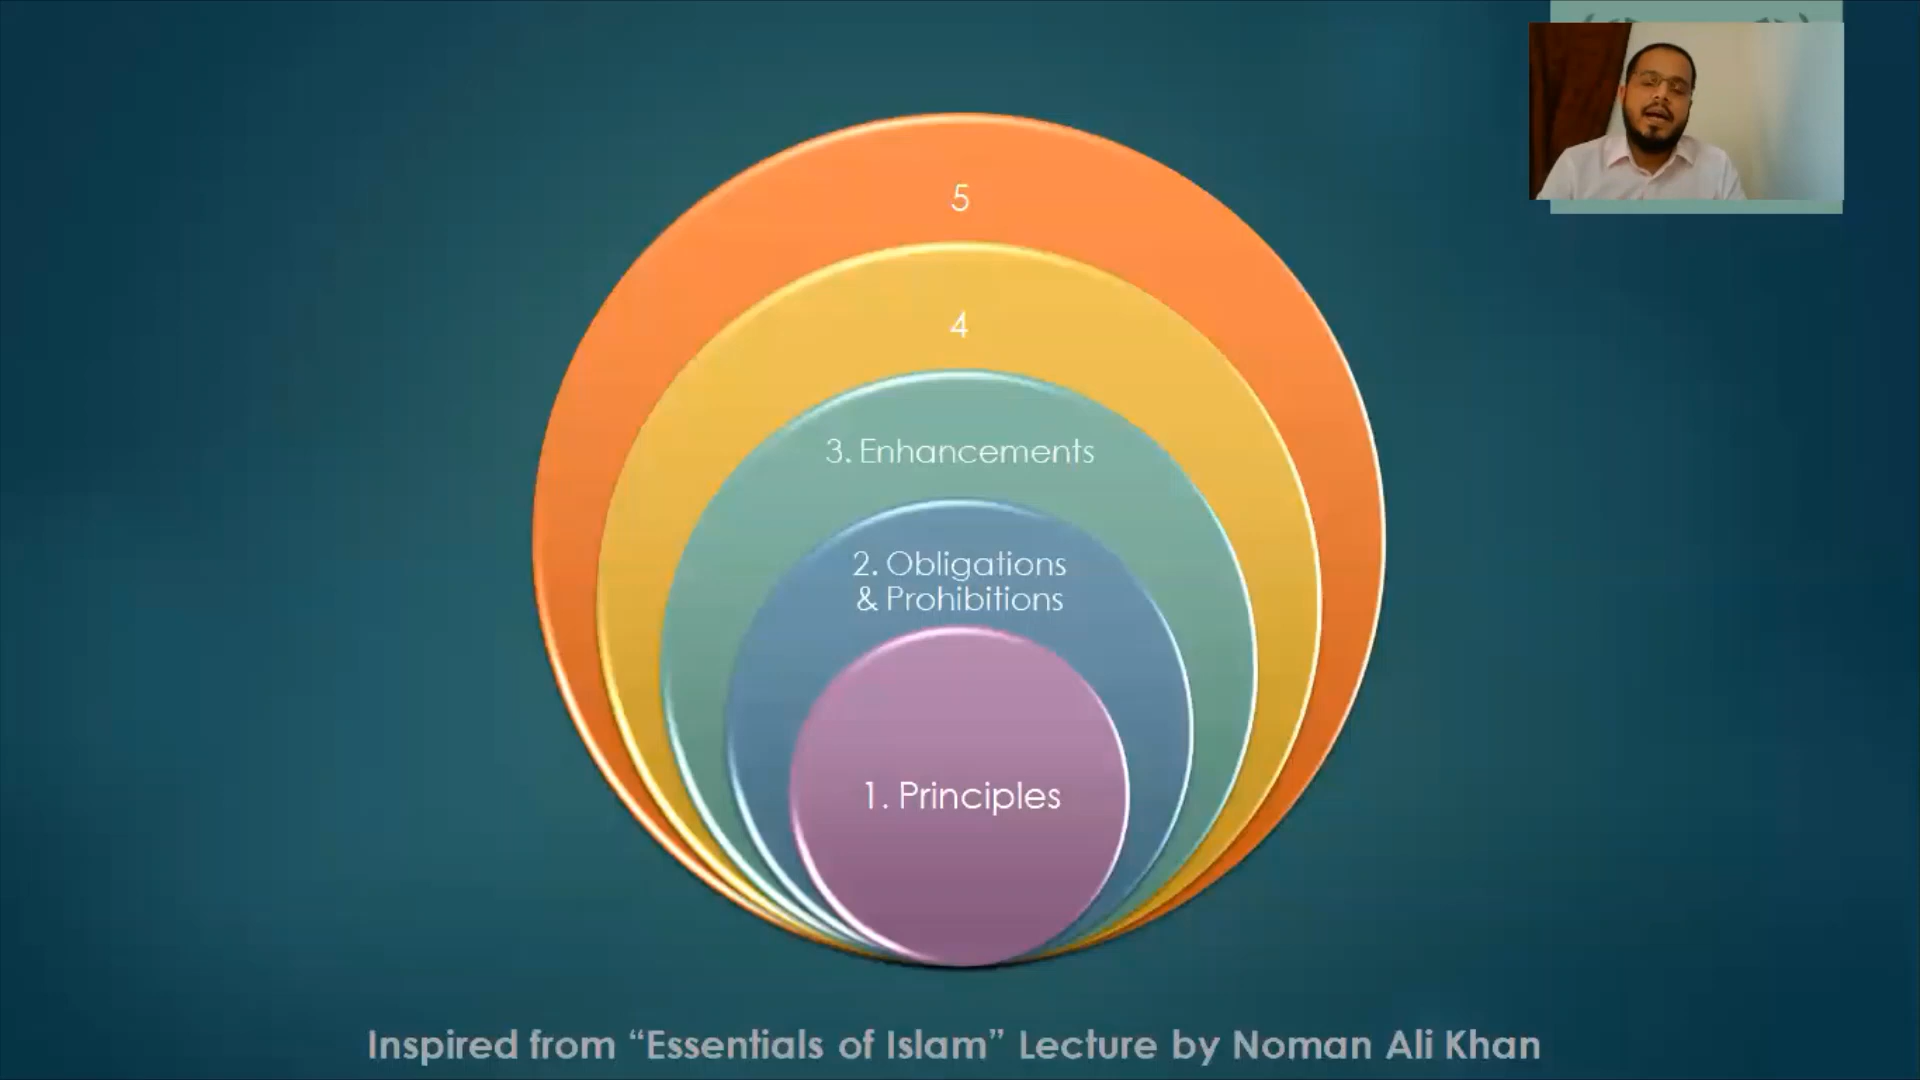 5
4
3. Enhancements
2. Obligations
& Prohibitions
1. Principles
Inspired from “Essentials of Islam” Lecture by Noman Ali Khan